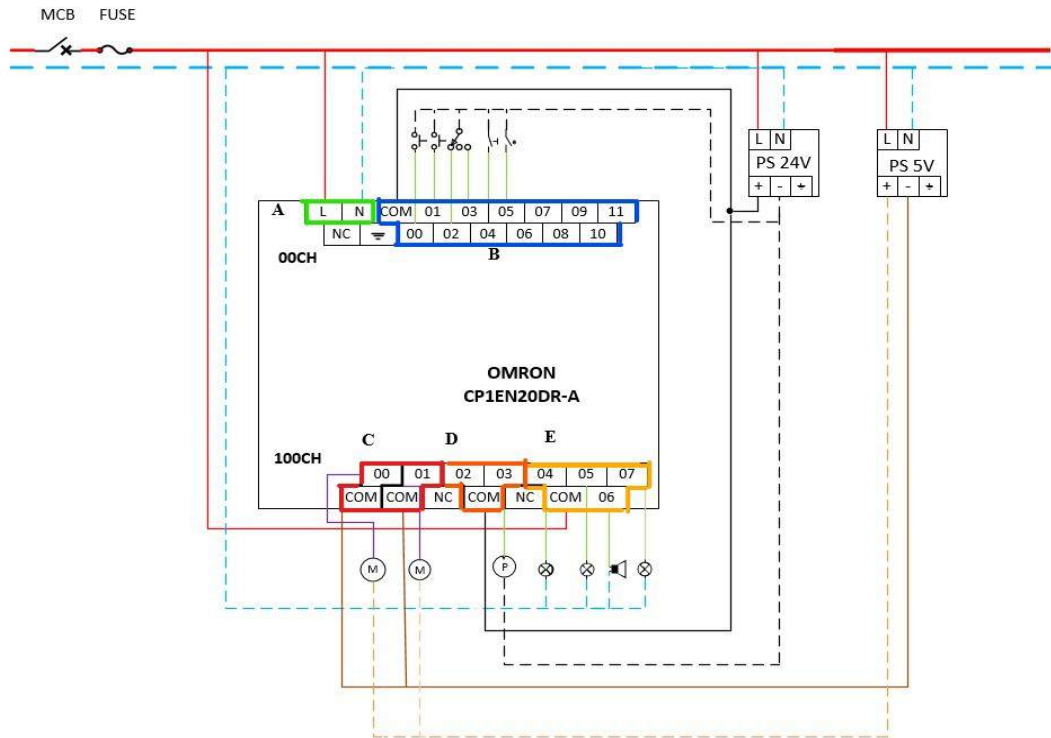 MCB FUSE
L N L N
PS 24V PS 5V
+ - + + - +
A L N COM 01 03 05 07 09 11
NC 00 02 04 06 08 10
00CH B
OMRON
CP1EN20DR-A
C D E
100CH 00 01 02 03 04 05 07
COM COM NC COM NC COM 06
M M P